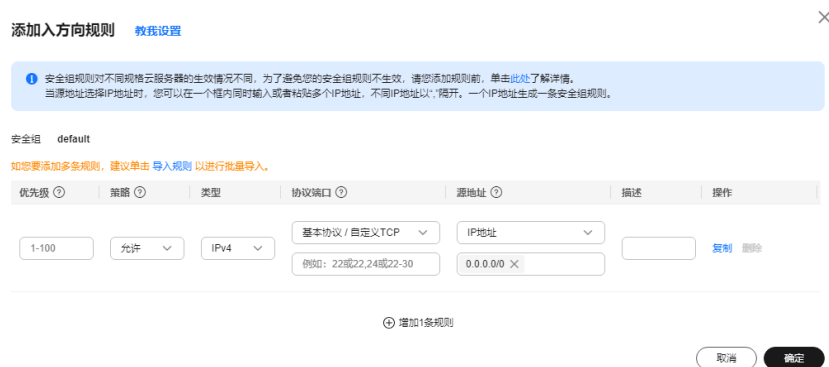 添加入方向规则 教我设置
安全组规则对不同规格云服务器的生效情况不同，为了避免您的安全组规则不生效，请您添加规则前，单击此处了解详情。
当源地址选择IP地址时，您可以在一个框内同时输入或者粘贴多个IP地址，不同IP地址以","隔开。一个IP地址生成一条安全组规则。
安全组 default
如您要添加多条规则，建议单击 导入规则 以进行批量导入。
优先级 策略 类型 协议端口 源地址 描述 操作
基本协议 / 自定义TCP IP地址
1-100 允许 IPv4 复制 删除
例如：22或22,24或22-30 0.0.0.0/0
增加1条规则
取消 确定